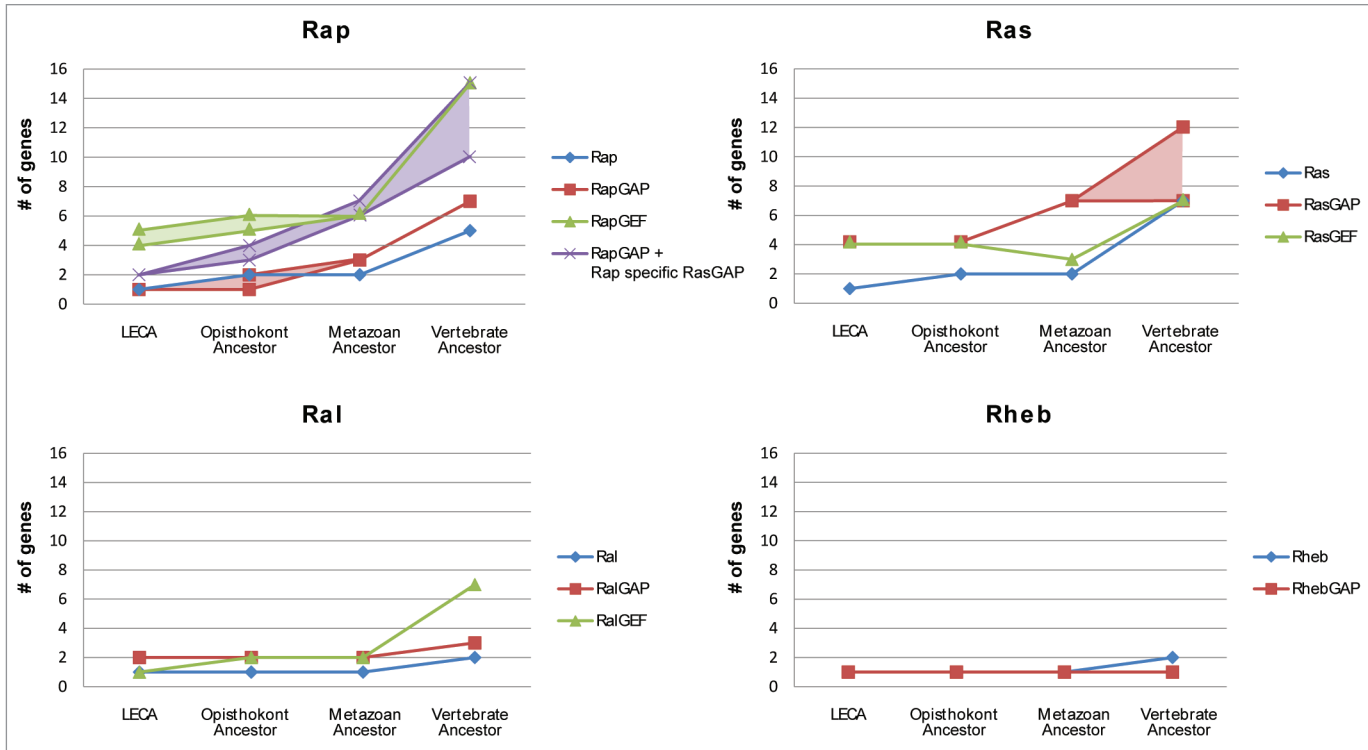 Rap
# of genes
16
14
12
10
8
6
4
2
0
LECA
Opisthokont
Ancestor
Metazoan
Ancestor
Vertebrate
Ancestor
Rap
RapGAP
RapGEF
RapGAP +
Rap specific RasGAP
Ras
# of genes
16
14
12
10
8
6
4
2
0
LECA
Opisthokont
Ancestor
Metazoan
Ancestor
Vertebrate
Ancestor
Ras
RasGAP
RasGEF
Ral
# of genes
16
14
12
10
8
6
4
2
0
LECA
Opisthokont
Ancestor
Metazoan
Ancestor
Vertebrate
Ancestor
Ral
RalGAP
RalGEF
Rheb
# of genes
16
14
12
10
8
6
4
2
0
LECA
Opisthokont
Ancestor
Metazoan
Ancestor
Vertebrate
Ancestor
Rheb
RhebGAP